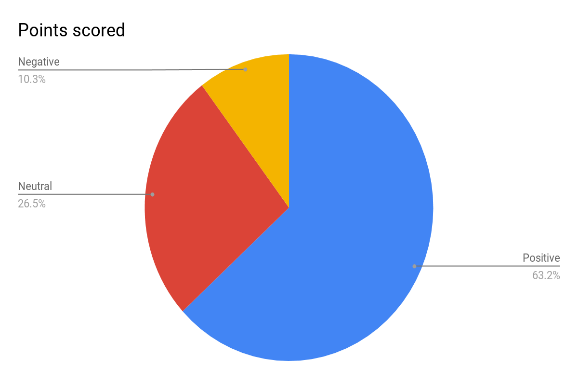 Points scored
Negative
10.3%
Neutral
26.5%
Positive
63.2%